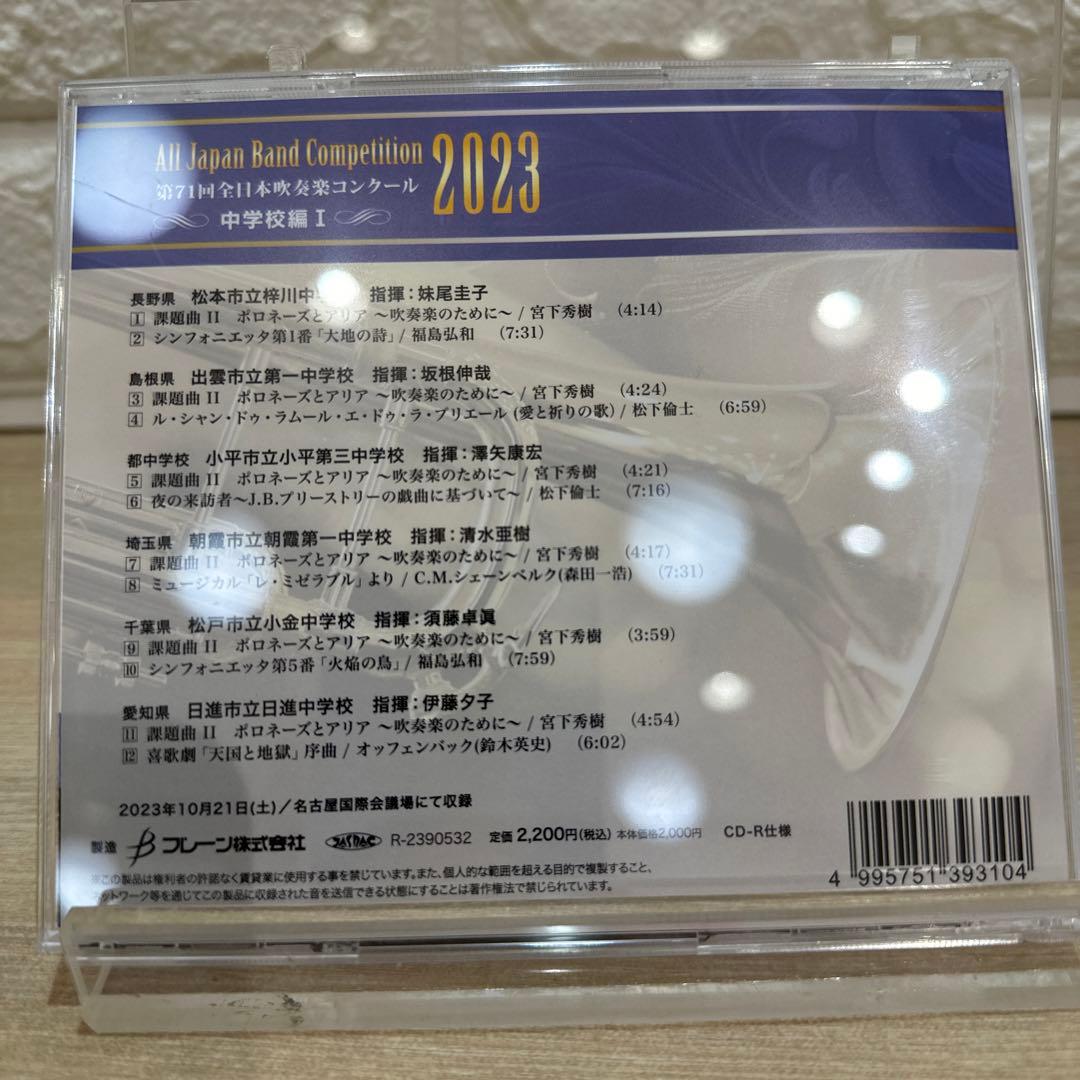 All Japan Band Competition 2023
第71回全日本吹奏楽コンクール
中学校編 I
長野県 松本市立梓川中 指揮：妹尾圭子
1 課題曲 II ポロネーズとアリア 〜吹奏楽のために〜 / 宮下秀樹 (4:14)
2 シンフォニエッタ第1番「大地の詩」/ 福島弘和 (7:31)
島根県 出雲市立第一中学校 指揮：坂根伸哉
3 課題曲 II ポロネーズとアリア 〜吹奏楽のために〜 / 宮下秀樹 (4:24)
4 ル・シャン・ドゥ・ラムール・エ・ドゥ・ラ・プリエール (愛と祈りの歌) / 松下倫士 (6:59)
都中学校 小平市立小平第三中学校 指揮：澤矢康宏
5 課題曲 II ポロネーズとアリア 〜吹奏楽のために〜 / 宮下秀樹 (4:21)
6 夜の来訪者〜J.B.プリーストリーの戯曲に基づいて〜 / 松下倫士 (7:16)
埼玉県 朝霞市立朝霞第一中学校 指揮：清水亜樹
7 課題曲 II ポロネーズとアリア 〜吹奏楽のために〜 / 宮下秀樹 (4:17)
8 ミュージカル「レ・ミゼラブル」より / C.M.シェーンベルク(森田一浩) (7:31)
千葉県 松戸市立小金中学校 指揮：須藤卓眞
9 課題曲 II ポロネーズとアリア 〜吹奏楽のために〜 / 宮下秀樹 (3:59)
10 シンフォニエッタ第5番「火焔の鳥」/ 福島弘和 (7:59)
愛知県 日進市立日進中学校 指揮：伊藤夕子
11 課題曲 II ポロネーズとアリア 〜吹奏楽のために〜 / 宮下秀樹 (4:54)
12 喜歌劇「天国と地獄」序曲 / オッフェンバック(鈴木英史) (6:02)
2023年10月21日(土)／名古屋国際会議場にて収録
製造 ブレーン株式会社 JASRAC R-2390532 定価 2,200円(税込) 本体価格2,000円 CD-R仕様
※この製品は権利者の許諾なく賃貸業に使用する事を禁じています。また、個人的な範囲を超える目的で複製すること、
ネットワーク等を通じてこの製品に収録された音を送信できる状態にすることは著作権法で禁じられています。
4 995751 393104